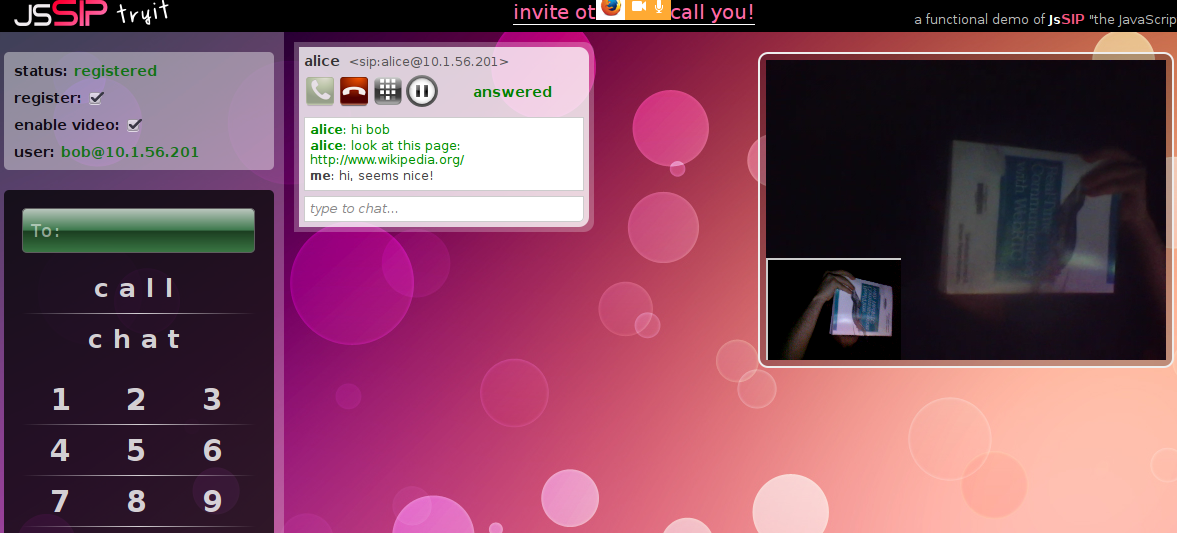 JsSIP tryit
invite ot call you!
a functional demo of JsSIP "the JavaScrip
status: registered
register:
enable video:
user: bob@10.1.56.201
To:
call
chat
1 2 3
4 5 6
7 8 9
alice <sip:alice@10.1.56.201>
answered
alice: hi bob
alice: look at this page:
http://www.wikipedia.org/
me: hi, seems nice!
type to chat...